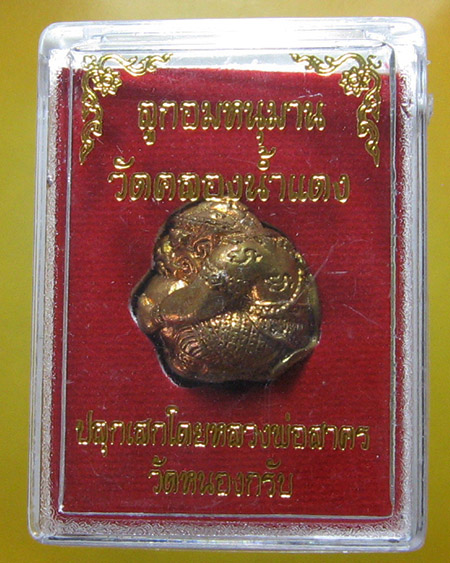 ลูกอมหนุมาน
วัดคลองน้ำแดง
ปลุกเสกโดยหลวงพ่อสาคร
วัดหนองกรับ